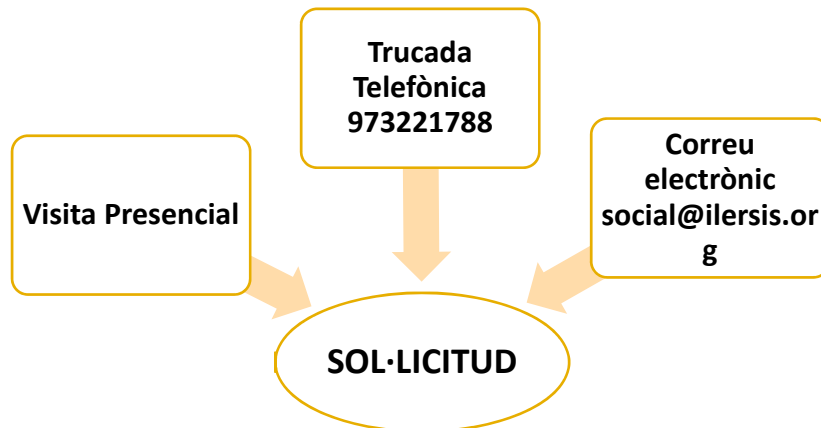 Trucada
Telefònica
973221788
Visita Presencial
Correu
electrònic
social@ilersis.or
g
SOL·LICITUD